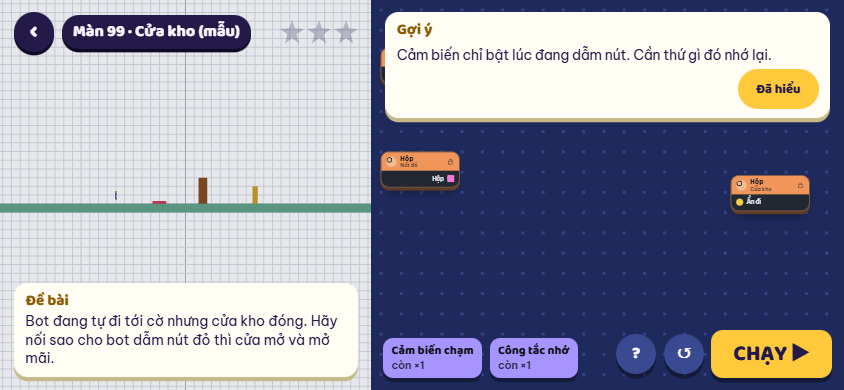 Màn 99 · Cửa kho (mẫu)
Gợi ý
Cảm biến chỉ bật lúc đang dẫm nút. Cần thứ gì đó nhớ lại.
Đã hiểu
Hộp
Nút đỏ
Hộp
Hộp
Cửa kho
Ẩn đi
Đề bài
Bot đang tự đi tới cờ nhưng cửa kho đóng. Hãy
nối sao cho bot dẫm nút đỏ thì cửa mở và mở
mãi.
Cảm biến chạm
còn ×1
Công tắc nhớ
còn ×1
?
CHẠY